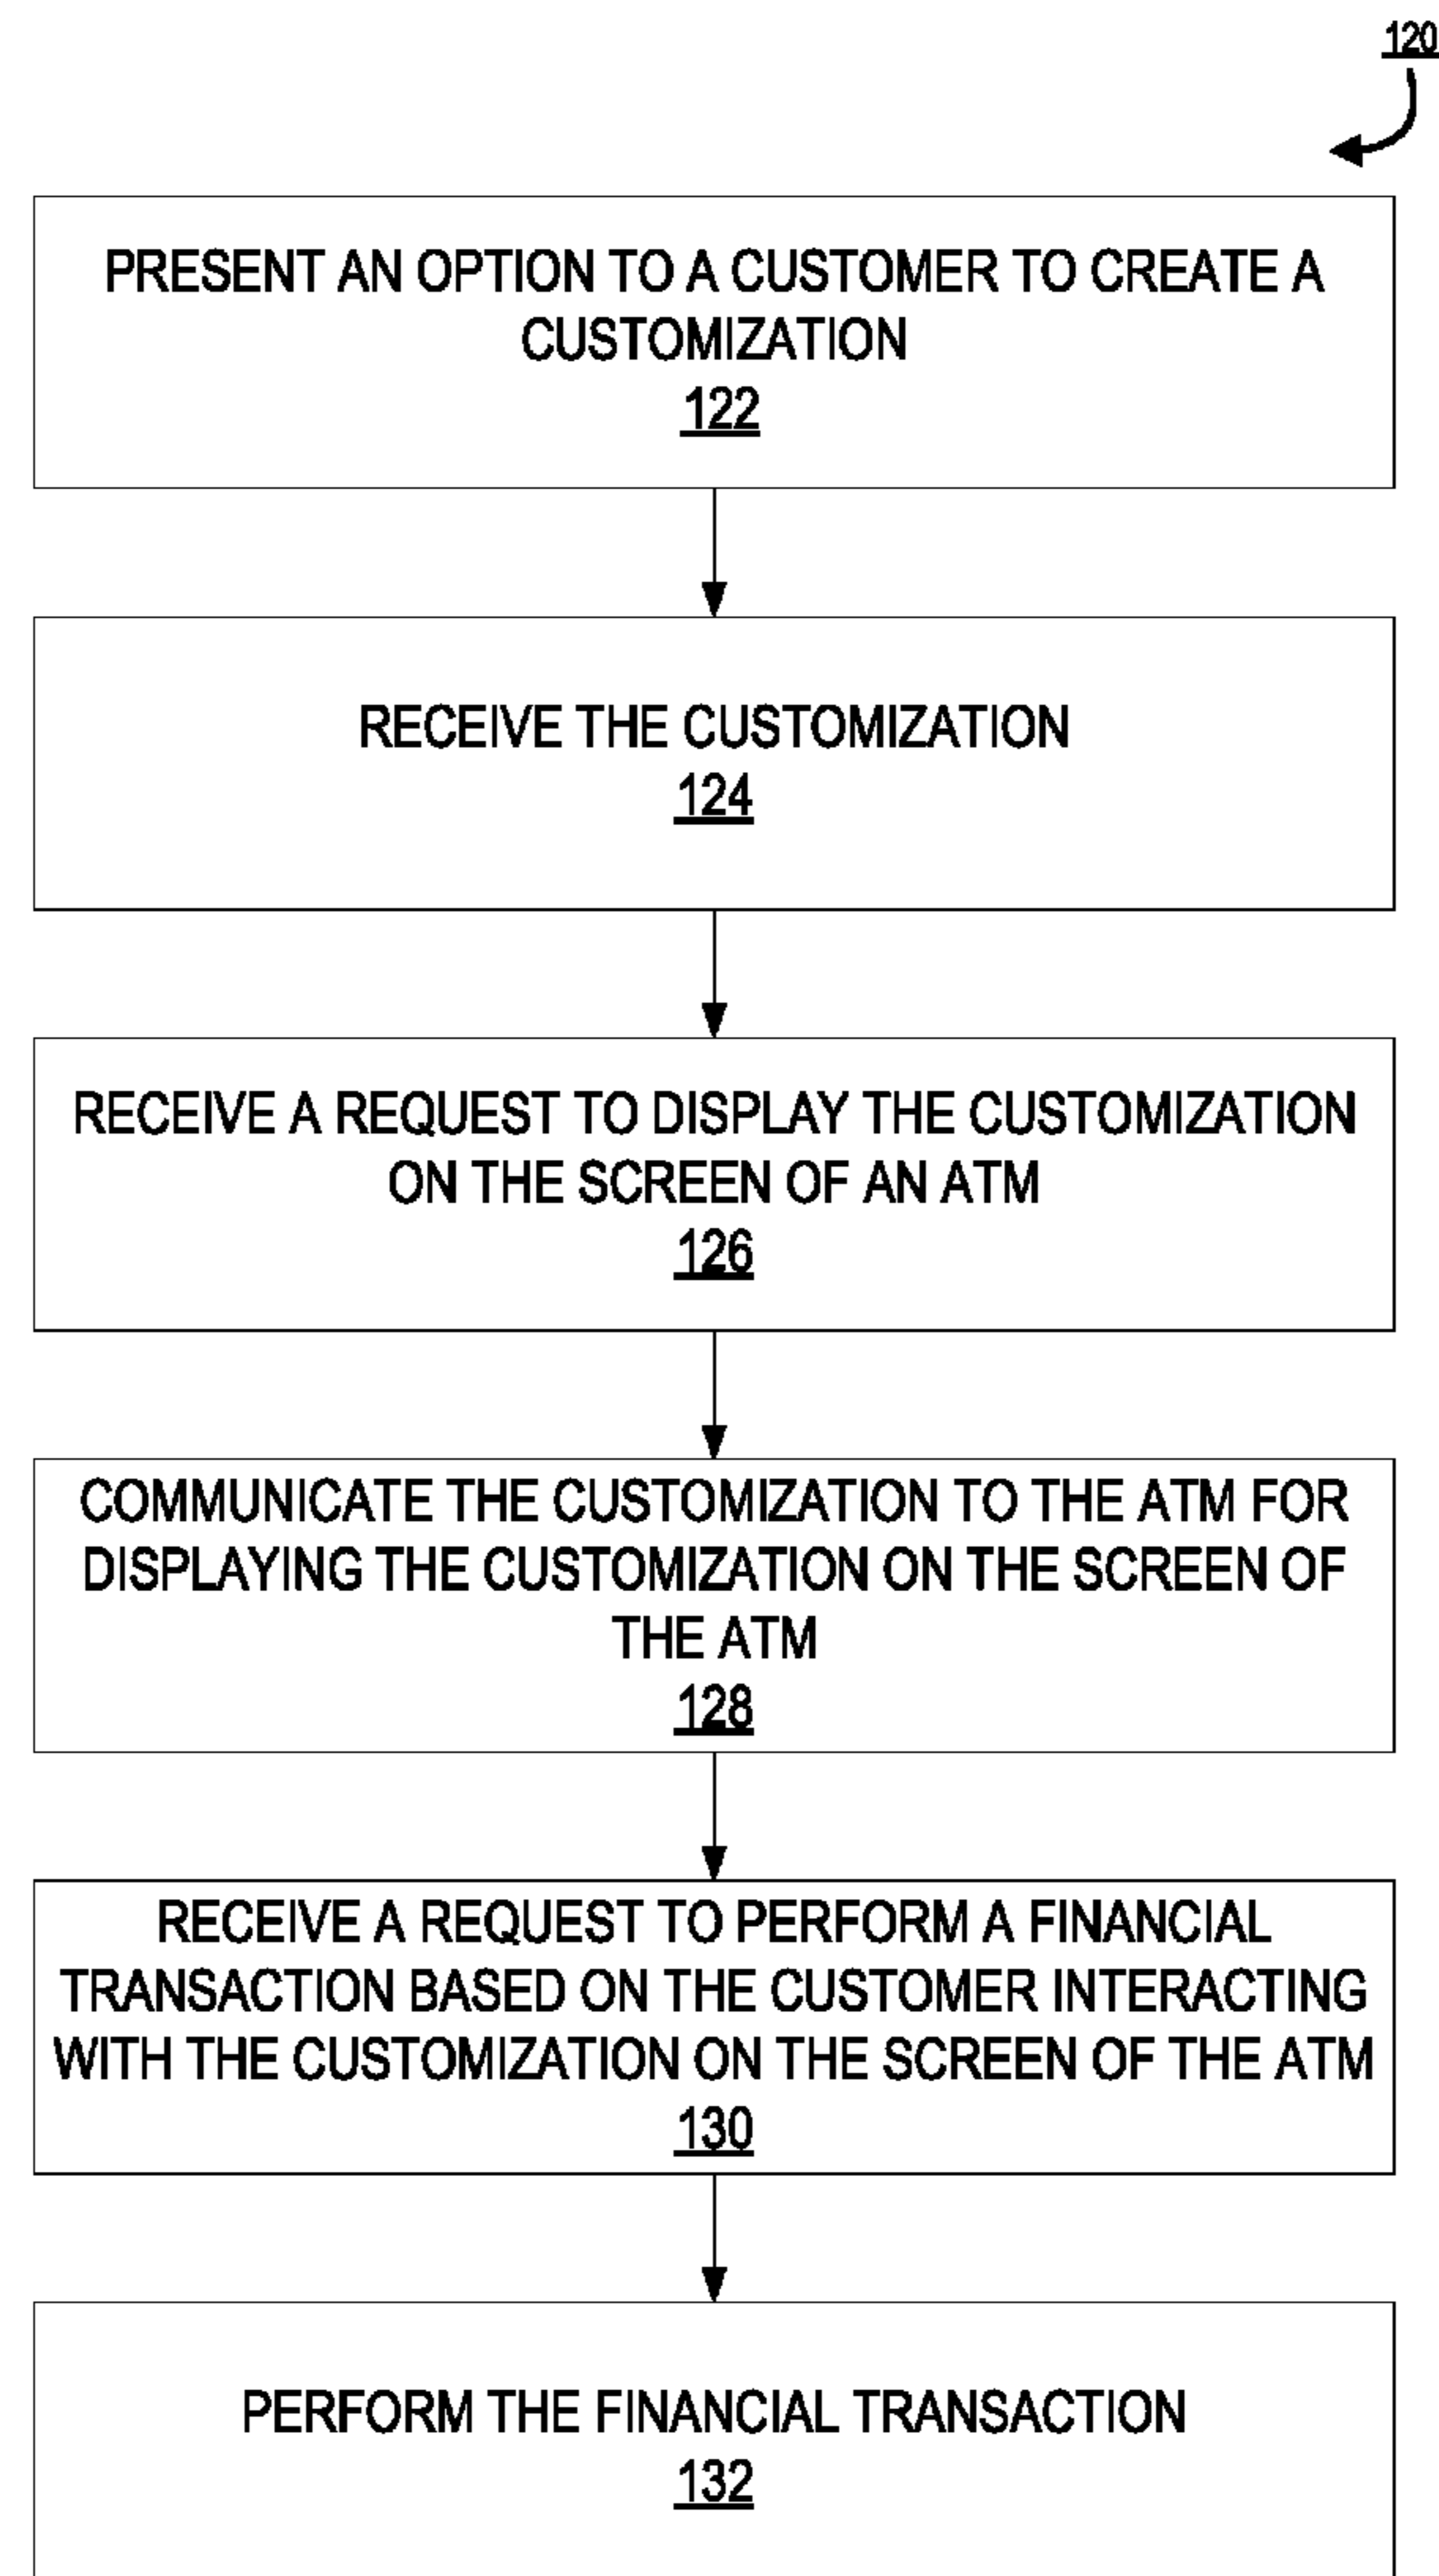 120
PRESENT AN OPTION TO A CUSTOMER TO CREATE A
CUSTOMIZATION
122
RECEIVE THE CUSTOMIZATION
124
RECEIVE A REQUEST TO DISPLAY THE CUSTOMIZATION
ON THE SCREEN OF AN ATM
126
COMMUNICATE THE CUSTOMIZATION TO THE ATM FOR
DISPLAYING THE CUSTOMIZATION ON THE SCREEN OF
THE ATM
128
RECEIVE A REQUEST TO PERFORM A FINANCIAL
TRANSACTION BASED ON THE CUSTOMER INTERACTING
WITH THE CUSTOMIZATION ON THE SCREEN OF THE ATM
130
PERFORM THE FINANCIAL TRANSACTION
132